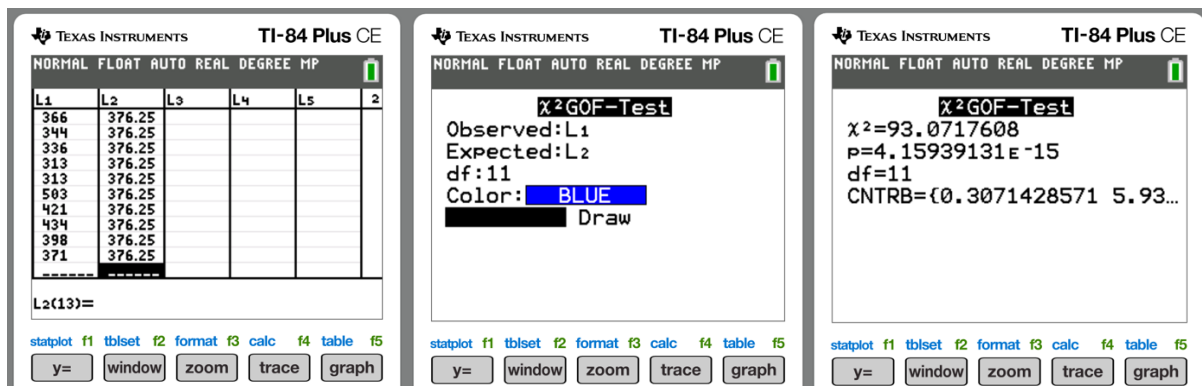 TEXAS INSTRUMENTS TI-84 Plus CE
NORMAL FLOAT AUTO REAL DEGREE MP
L1 L2 L3 L4 L5 2
366 376.25
344 376.25
336 376.25
313 376.25
313 376.25
503 376.25
421 376.25
434 376.25
398 376.25
371 376.25
------ ------
L2(13)=
statplot f1 tblset f2 format f3 calc f4 table f5
y= window zoom trace graph
TEXAS INSTRUMENTS TI-84 Plus CE
NORMAL FLOAT AUTO REAL DEGREE MP
χ²GOF-Test
Observed:L1
Expected:L2
df:11
Color: BLUE
Draw
statplot f1 tblset f2 format f3 calc f4 table f5
y= window zoom trace graph
TEXAS INSTRUMENTS TI-84 Plus CE
NORMAL FLOAT AUTO REAL DEGREE MP
χ²GOF-Test
χ²=93.0717608
p=4.15939131ᴇ-15
df=11
CNTRB={0.3071428571 5.93…
statplot f1 tblset f2 format f3 calc f4 table f5
y= window zoom trace graph